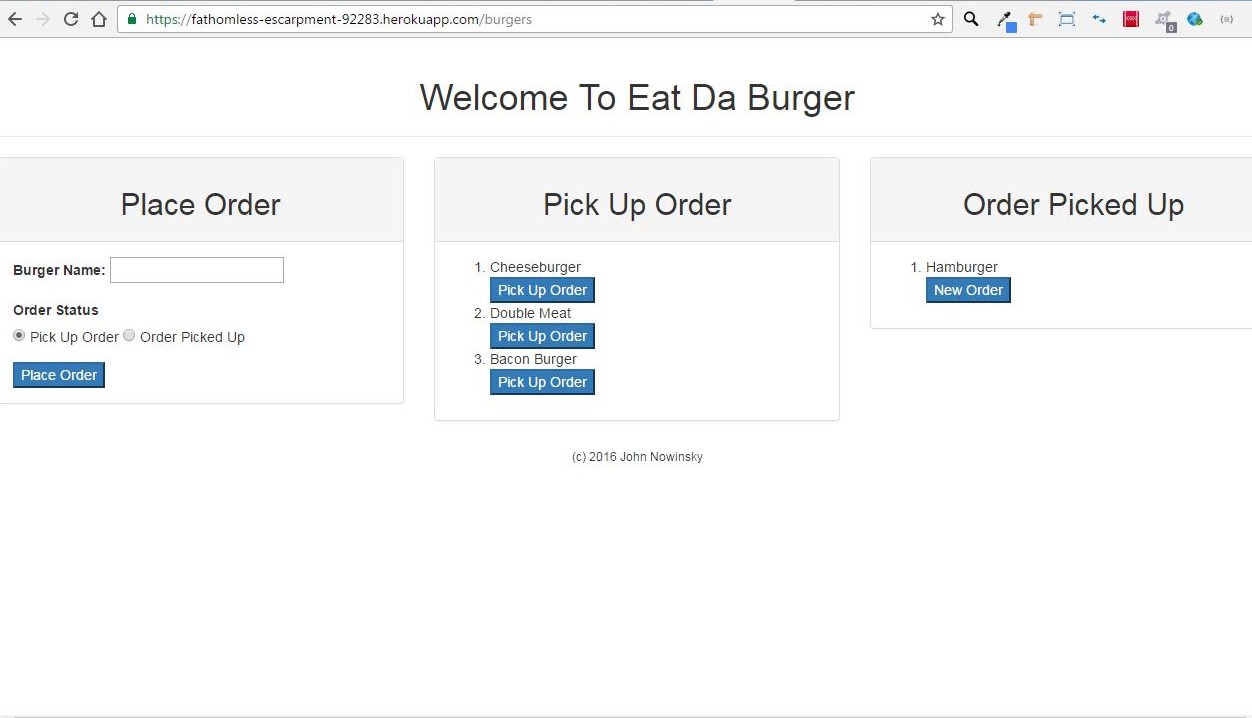 https://fathomless-escarpment-92283.herokuapp.com/burgers
0
Welcome To Eat Da Burger
Place Order
Burger Name:
Order Status
Pick Up Order Order Picked Up
Place Order
Pick Up Order
1. Cheeseburger
Pick Up Order
2. Double Meat
Pick Up Order
3. Bacon Burger
Pick Up Order
Order Picked Up
1. Hamburger
New Order
(c) 2016 John Nowinsky